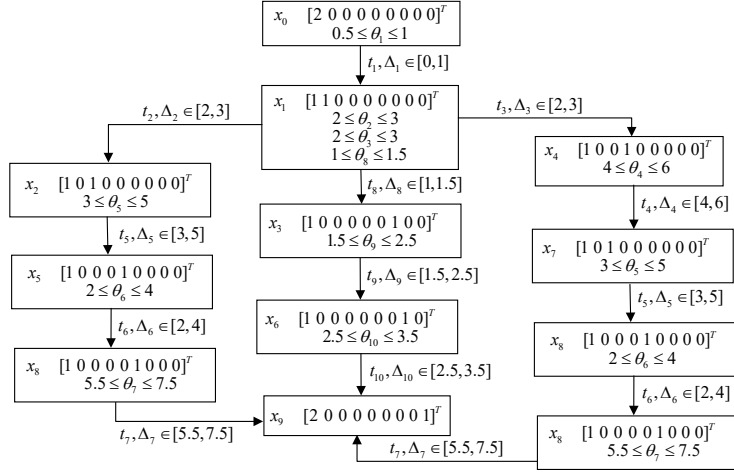 x₀ [2 0 0 0 0 0 0 0 0]ᵀ
0.5 ≤ θ₁ ≤ 1
t₁, Δ₁ ∈ [0,1]
x₁ [1 1 0 0 0 0 0 0 0]ᵀ
2 ≤ θ₂ ≤ 3
2 ≤ θ₃ ≤ 3
1 ≤ θ₈ ≤ 1.5
t₂, Δ₂ ∈ [2,3]
t₃, Δ₃ ∈ [2,3]
x₂ [1 0 1 0 0 0 0 0 0]ᵀ
3 ≤ θ₅ ≤ 5
t₈, Δ₈ ∈ [1,1.5]
x₄ [1 0 0 1 0 0 0 0 0]ᵀ
4 ≤ θ₄ ≤ 6
t₅, Δ₅ ∈ [3,5]
x₃ [1 0 0 0 0 0 1 0 0]ᵀ
1.5 ≤ θ₉ ≤ 2.5
t₄, Δ₄ ∈ [4,6]
x₅ [1 0 0 0 1 0 0 0 0]ᵀ
2 ≤ θ₆ ≤ 4
t₉, Δ₉ ∈ [1.5,2.5]
x₇ [1 0 1 0 0 0 0 0 0]ᵀ
3 ≤ θ₅ ≤ 5
t₆, Δ₆ ∈ [2,4]
x₆ [1 0 0 0 0 0 0 1 0]ᵀ
2.5 ≤ θ₁₀ ≤ 3.5
t₅, Δ₅ ∈ [3,5]
x₈ [1 0 0 0 0 1 0 0 0]ᵀ
5.5 ≤ θ₇ ≤ 7.5
t₁₀, Δ₁₀ ∈ [2.5,3.5]
x₈ [1 0 0 0 1 0 0 0 0]ᵀ
2 ≤ θ₆ ≤ 4
t₇, Δ₇ ∈ [5.5,7.5]
x₉ [2 0 0 0 0 0 0 0 1]ᵀ
t₆, Δ₆ ∈ [2,4]
t₇, Δ₇ ∈ [5.5,7.5]
x₈ [1 0 0 0 0 1 0 0 0]ᵀ
5.5 ≤ θ₇ ≤ 7.5